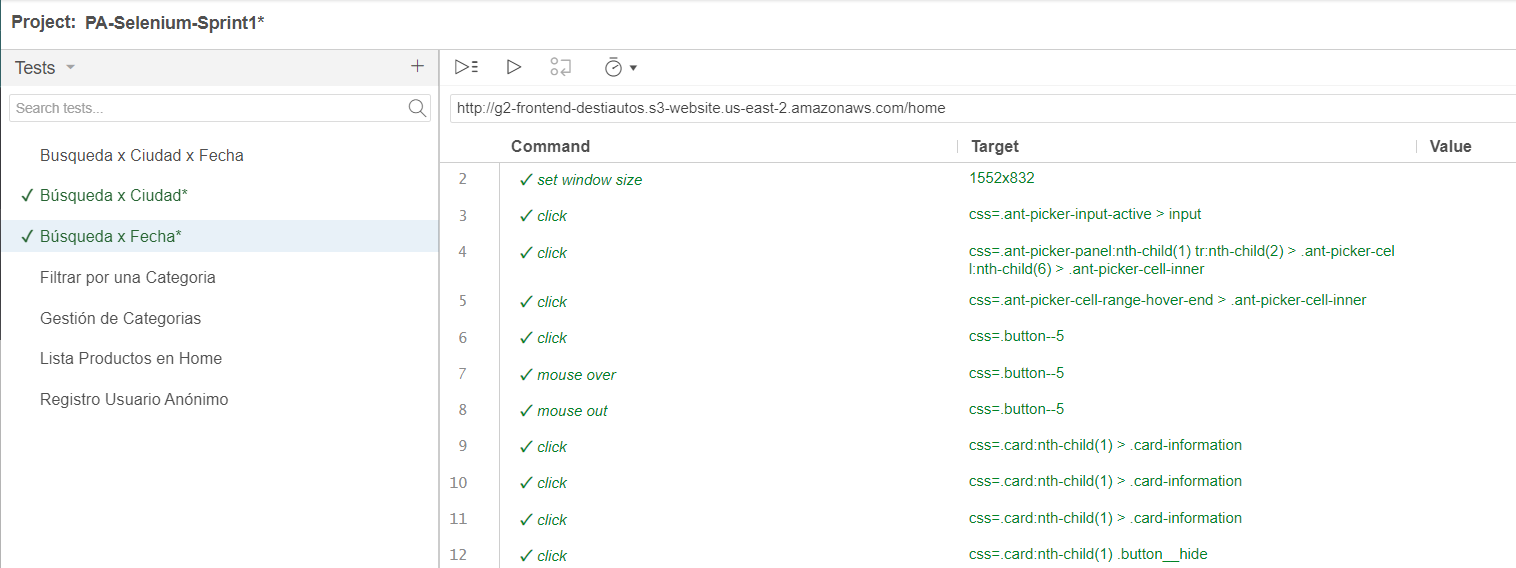 Project: PA-Selenium-Sprint1*
Tests
+
Search tests...
Busqueda x Ciudad x Fecha
✓ Búsqueda x Ciudad*
✓ Búsqueda x Fecha*
Filtrar por una Categoria
Gestión de Categorias
Lista Productos en Home
Registro Usuario Anónimo
http://g2-frontend-destiautos.s3-website.us-east-2.amazonaws.com/home
Command Target Value
2 ✓ set window size 1552x832
3 ✓ click css=.ant-picker-input-active > input
4 ✓ click css=.ant-picker-panel:nth-child(1) tr:nth-child(2) > .ant-picker-cel
l:nth-child(6) > .ant-picker-cell-inner
5 ✓ click css=.ant-picker-cell-range-hover-end > .ant-picker-cell-inner
6 ✓ click css=.button--5
7 ✓ mouse over css=.button--5
8 ✓ mouse out css=.button--5
9 ✓ click css=.card:nth-child(1) > .card-information
10 ✓ click css=.card:nth-child(1) > .card-information
11 ✓ click css=.card:nth-child(1) > .card-information
12 ✓ click css=.card:nth-child(1) .button__hide